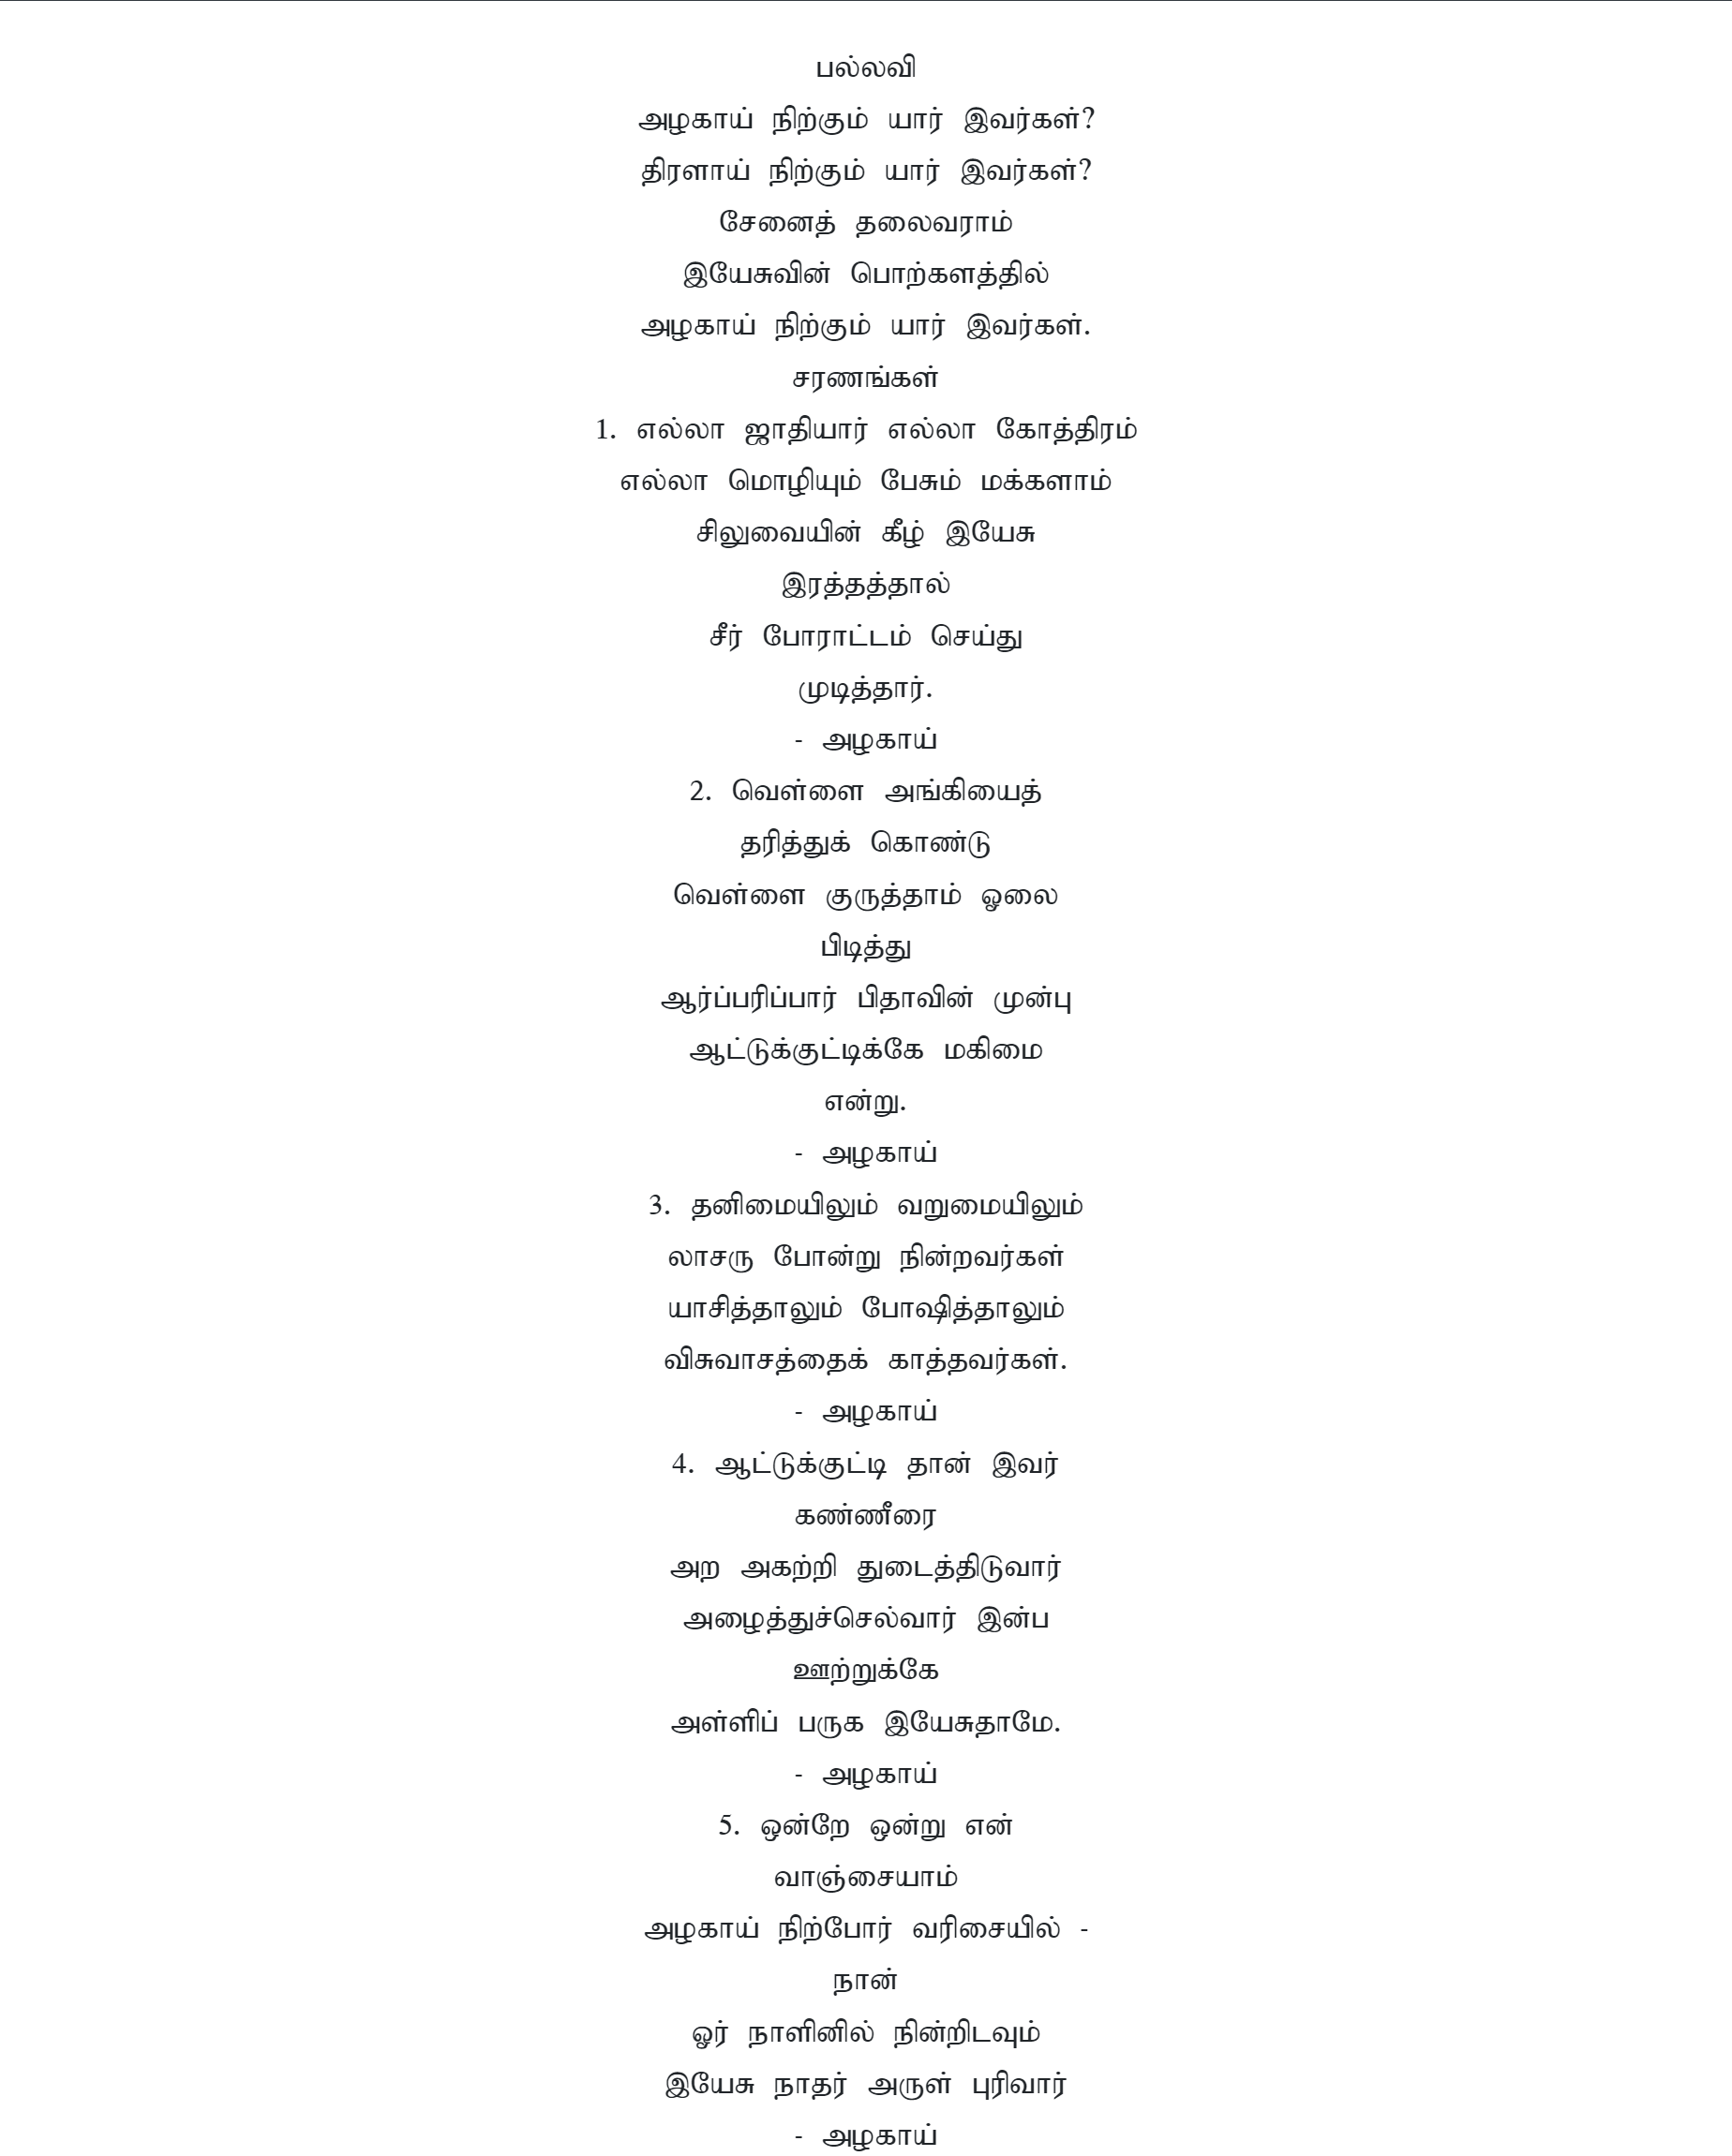 பல்லவி
அழகாய் நிற்கும் யார் இவர்கள்?
திரளாய் நிற்கும் யார் இவர்கள்?
சேனைத் தலைவராம்
இயேசுவின் பொற்களத்தில்
அழகாய் நிற்கும் யார் இவர்கள்.
சரணங்கள்
1. எல்லா ஜாதியார் எல்லா கோத்திரம்
எல்லா மொழியும் பேசும் மக்களாம்
சிலுவையின் கீழ் இயேசு
இரத்தத்தால்
சீர் போராட்டம் செய்து
முடித்தார்.
- அழகாய்
2. வெள்ளை அங்கியைத்
தரித்துக் கொண்டு
வெள்ளை குருத்தாம் ஓலை
பிடித்து
ஆர்ப்பரிப்பார் பிதாவின் முன்பு
ஆட்டுக்குட்டிக்கே மகிமை
என்று.
- அழகாய்
3. தனிமையிலும் வறுமையிலும்
லாசரு போன்று நின்றவர்கள்
யாசித்தாலும் போஷித்தாலும்
விசுவாசத்தைக் காத்தவர்கள்.
- அழகாய்
4. ஆட்டுக்குட்டி தான் இவர்
கண்ணீரை
அற அகற்றி துடைத்திடுவார்
அழைத்துச்செல்வார் இன்ப
ஊற்றுக்கே
அள்ளிப் பருக இயேசுதாமே.
- அழகாய்
5. ஒன்றே ஒன்று என்
வாஞ்சையாம்
அழகாய் நிற்போர் வரிசையில் -
நான்
ஓர் நாளினில் நின்றிடவும்
இயேசு நாதர் அருள் புரிவார்
- அழகாய்